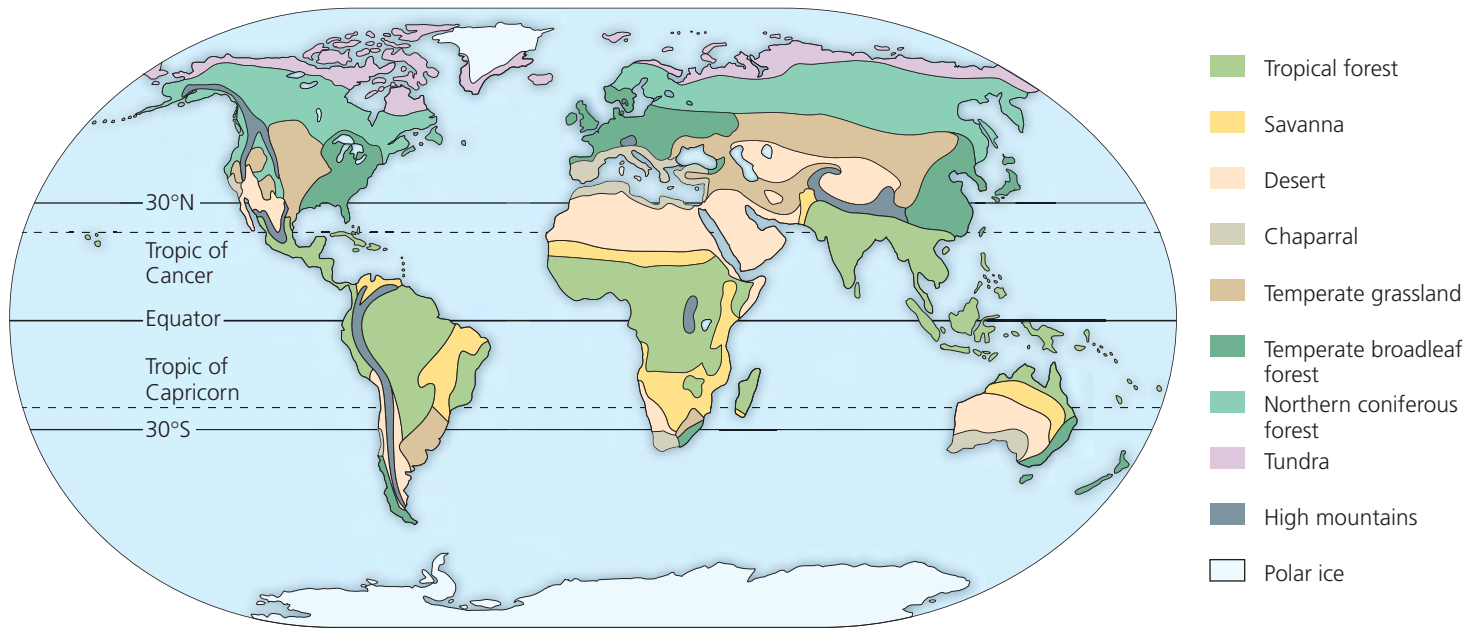 30°N
Tropic of
Cancer
Equator
Tropic of
Capricorn
30°S
Tropical forest
Savanna
Desert
Chaparral
Temperate grassland
Temperate broadleaf
forest
Northern coniferous
forest
Tundra
High mountains
Polar ice